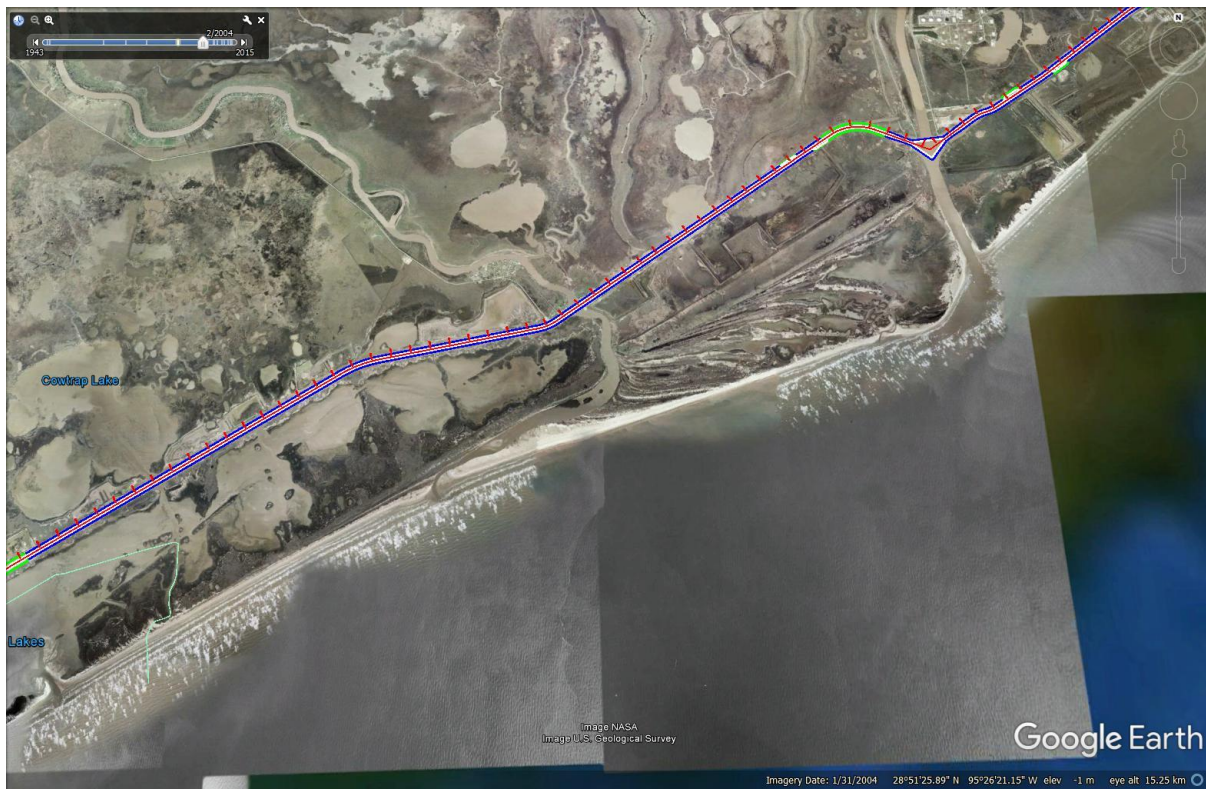 2/2004
1943
2015
N
Cowtrap Lake
Lakes
Image NASA
Image U.S. Geological Survey
Google Earth
Imagery Date: 1/31/2004 28°51'25.89" N 95°26'21.15" W elev -1 m eye alt 15.25 km